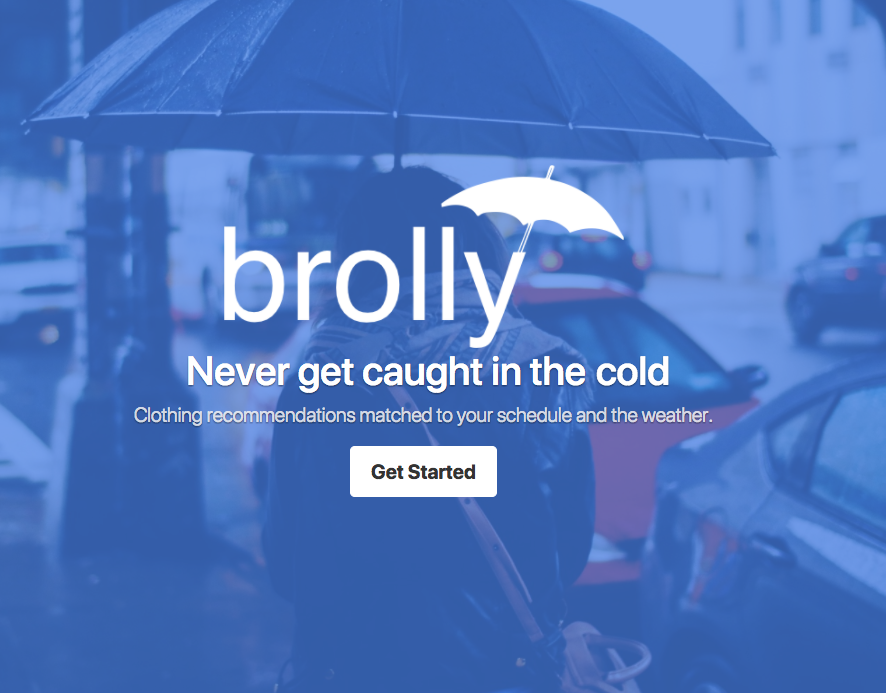 brolly
Never get caught in the cold
Clothing recommendations matched to your schedule and the weather.
Get Started